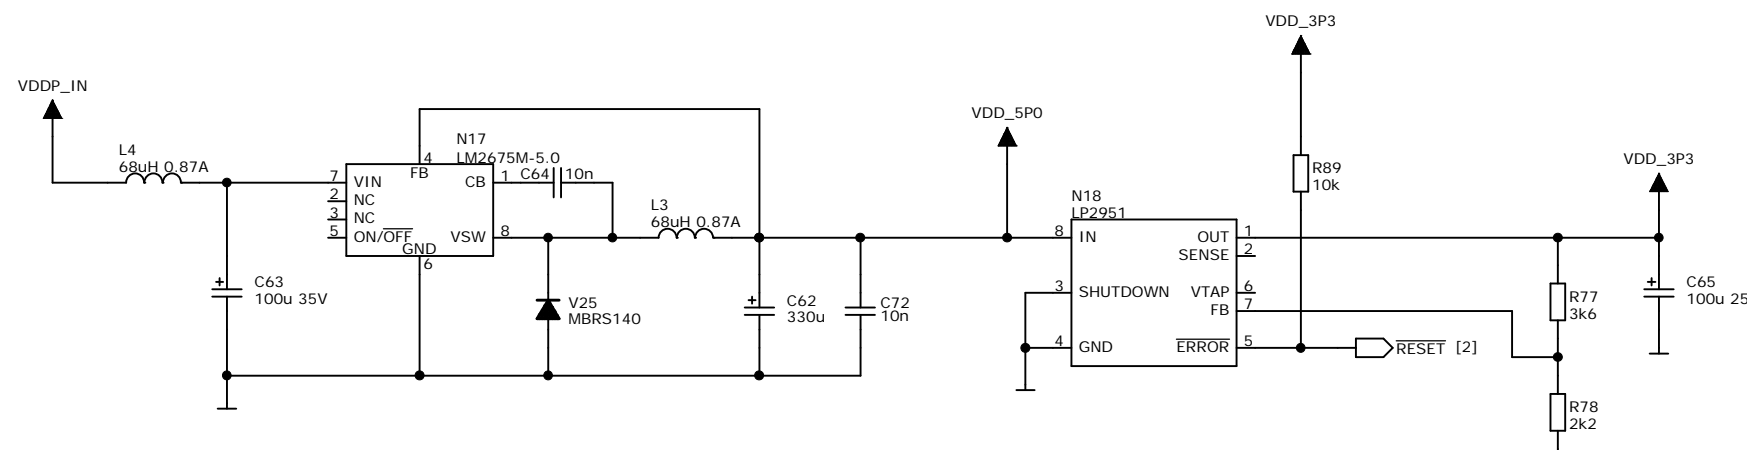 VDD_3P3
VDDP_IN
VDD_5P0
N17
L4
68uH 0.87A
LM2675M-5.0
4
FB
7
VIN
CB
1
C64
10n
2
NC
3
NC
5
ON/OFF
VSW
8
GND
6
L3
68uH 0.87A
R89
10k
VDD_3P3
N18
LP2951
8
IN
OUT
1
SENSE
2
3
SHUTDOWN
VTAP
6
FB
7
4
GND
ERROR
5
RESET [2]
+
C63
100u 35V
V25
MBRS140
+
C62
330u
C72
10n
R77
3k6
+
C65
100u 25
R78
2k2